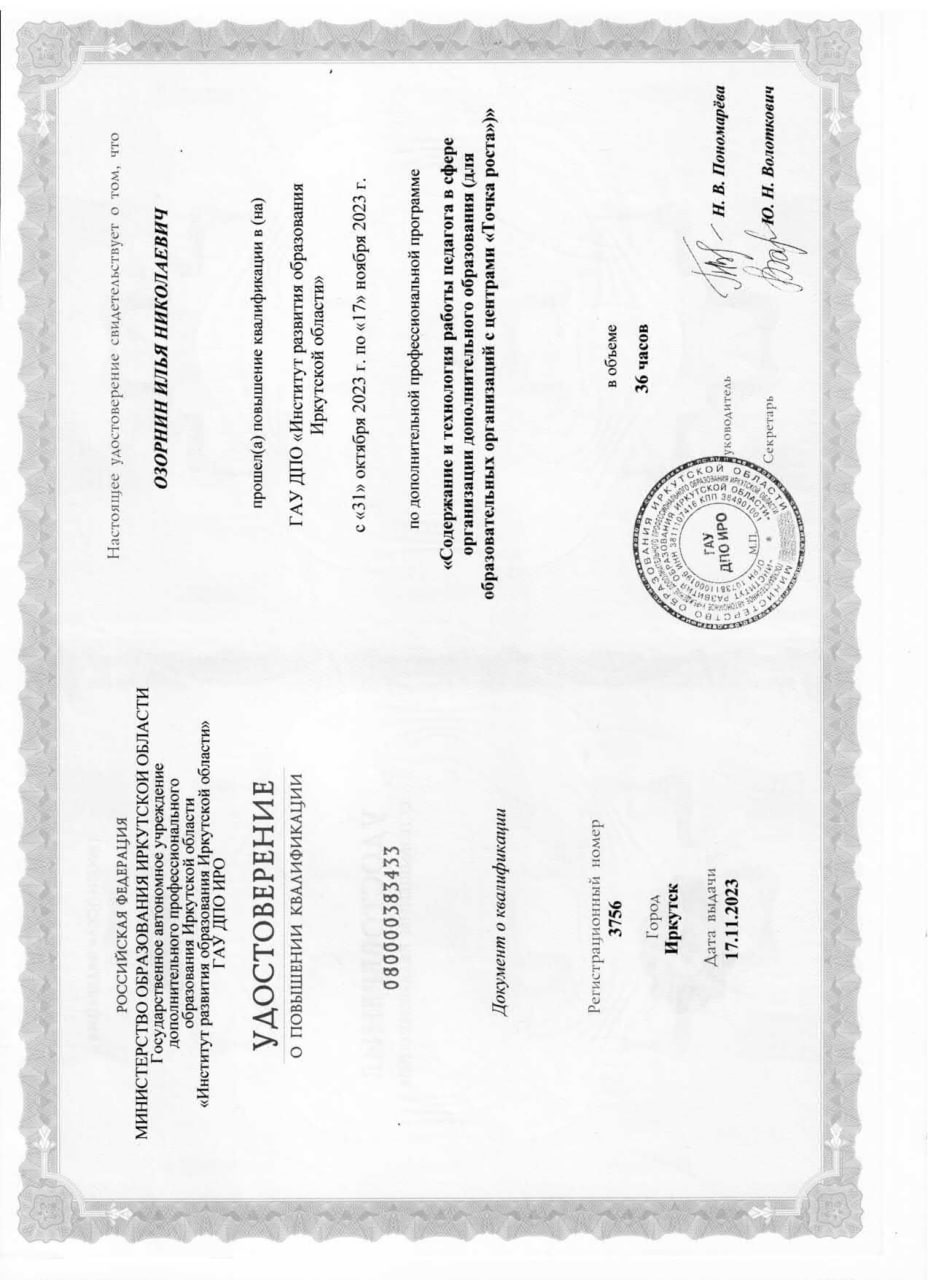 РОССИЙСКАЯ ФЕДЕРАЦИЯ
МИНИСТЕРСТВО ОБРАЗОВАНИЯ ИРКУТСКОЙ ОБЛАСТИ
Государственное автономное учреждение
дополнительного профессионального
образования Иркутской области
«Институт развития образования Иркутской области»
ГАУ ДПО ИРО
УДОСТОВЕРЕНИЕ
О ПОВЫШЕНИИ КВАЛИФИКАЦИИ
080000383433
Документ о квалификации
Регистрационный номер
3756
Город
Иркутск
Дата выдачи
17.11.2023
Настоящее удостоверение свидетельствует о том, что
ОЗОРНИН ИЛЬЯ НИКОЛАЕВИЧ
прошел(а) повышение квалификации в (на)
ГАУ ДПО «Институт развития образования
Иркутской области»
с «31» октября 2023 г. по «17» ноября 2023 г.
по дополнительной профессиональной программе
«Содержание и технология работы педагога в сфере
организации дополнительного образования (для
образовательных организаций с центрами «Точка роста»)»
в объеме
36 часов
уководитель
Н. В. Пономарёва
Секретарь
Ю. Н. Волоткович
М.П.
МИНИСТЕРСТВО ОБРАЗОВАНИЯ ИРКУТСКОЙ ОБЛАСТИ
ГАУ
ДПО ИРО